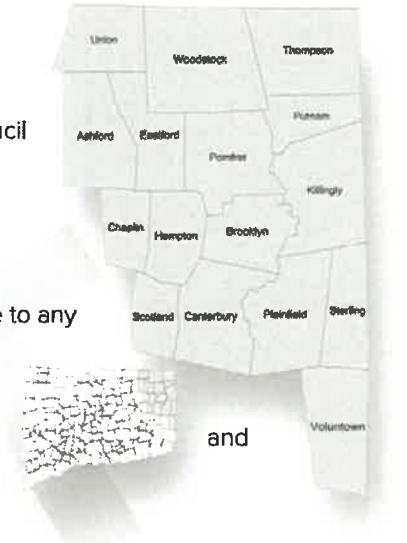 Union
Woodstock
Thompson
Putnam
cil
Ashford
Eastford
Pomfret
Killingly
Chaplin
Hampton
Brooklyn
e to any
Scotland
Canterbury
Plainfield
Sterling
and
Voluntown